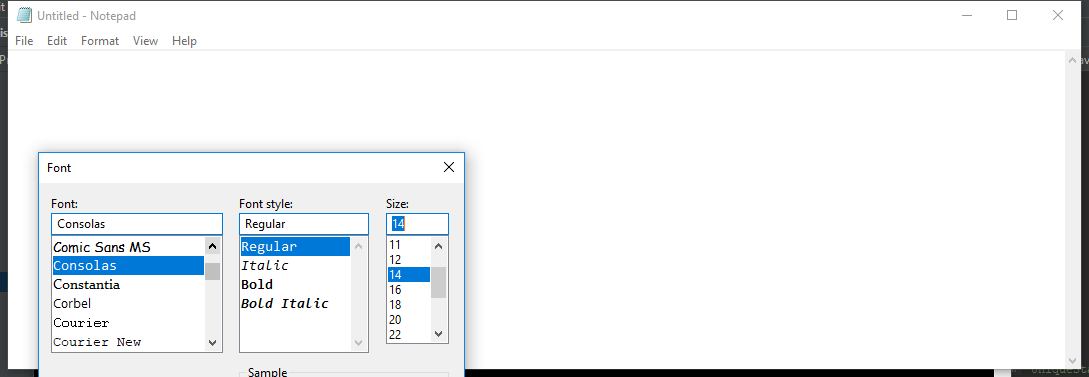 Untitled - Notepad
File Edit Format View Help
Font
Font: Font style: Size:
Consolas Regular 14
Comic Sans MS Regular 11
Consolas Italic 12
Constantia Bold 14
Corbel Bold Italic 16
Courier 18
Courier New 20
22
Sample